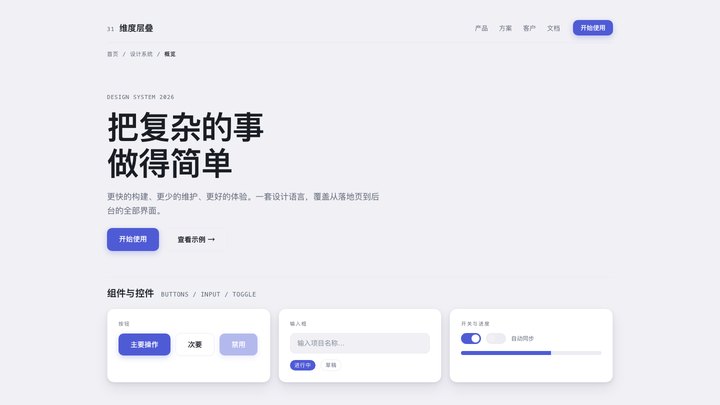 31 维度层叠
产品 方案 客户 文档 开始使用
首页 / 设计系统 / 概览
DESIGN SYSTEM 2026
把复杂的事
做得简单
更快的构建、更少的维护、更好的体验。一套设计语言，覆盖从落地页到后
台的全部界面。
开始使用 查看示例 →
组件与控件 BUTTONS / INPUT / TOGGLE
按钮
主要操作 次要 禁用
输入框
输入项目名称…
进行中 草稿
开关与进度
自动同步